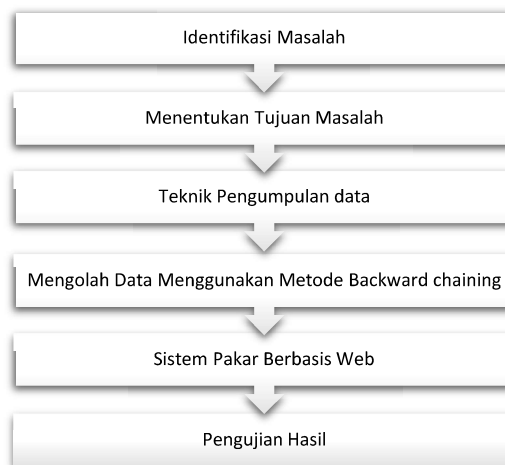 Identifikasi Masalah
Menentukan Tujuan Masalah
Teknik Pengumpulan data
Mengolah Data Menggunakan Metode Backward chaining
Sistem Pakar Berbasis Web
Pengujian Hasil